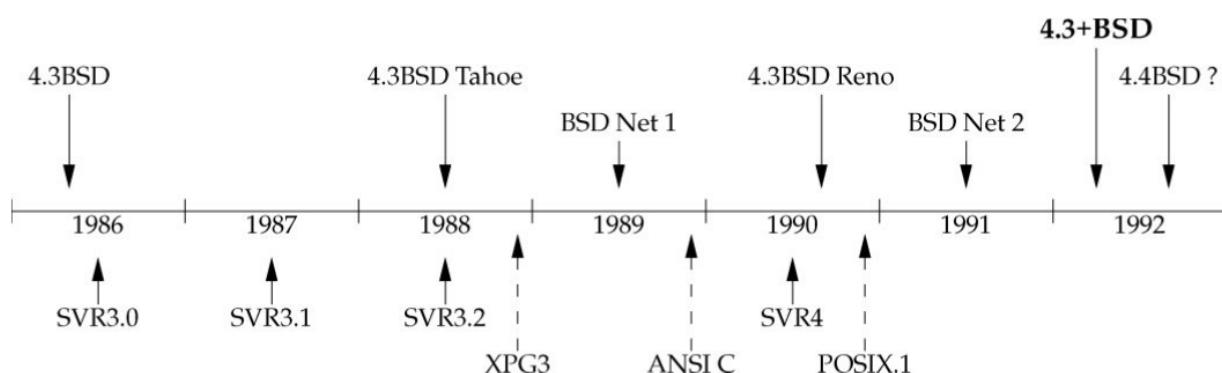 4.3+BSD
4.3BSD 4.3BSD Tahoe 4.3BSD Reno 4.4BSD ?
BSD Net 1 BSD Net 2
1986 1987 1988 1989 1990 1991 1992
SVR3.0 SVR3.1 SVR3.2 SVR4
XPG3 ANSI C POSIX.1